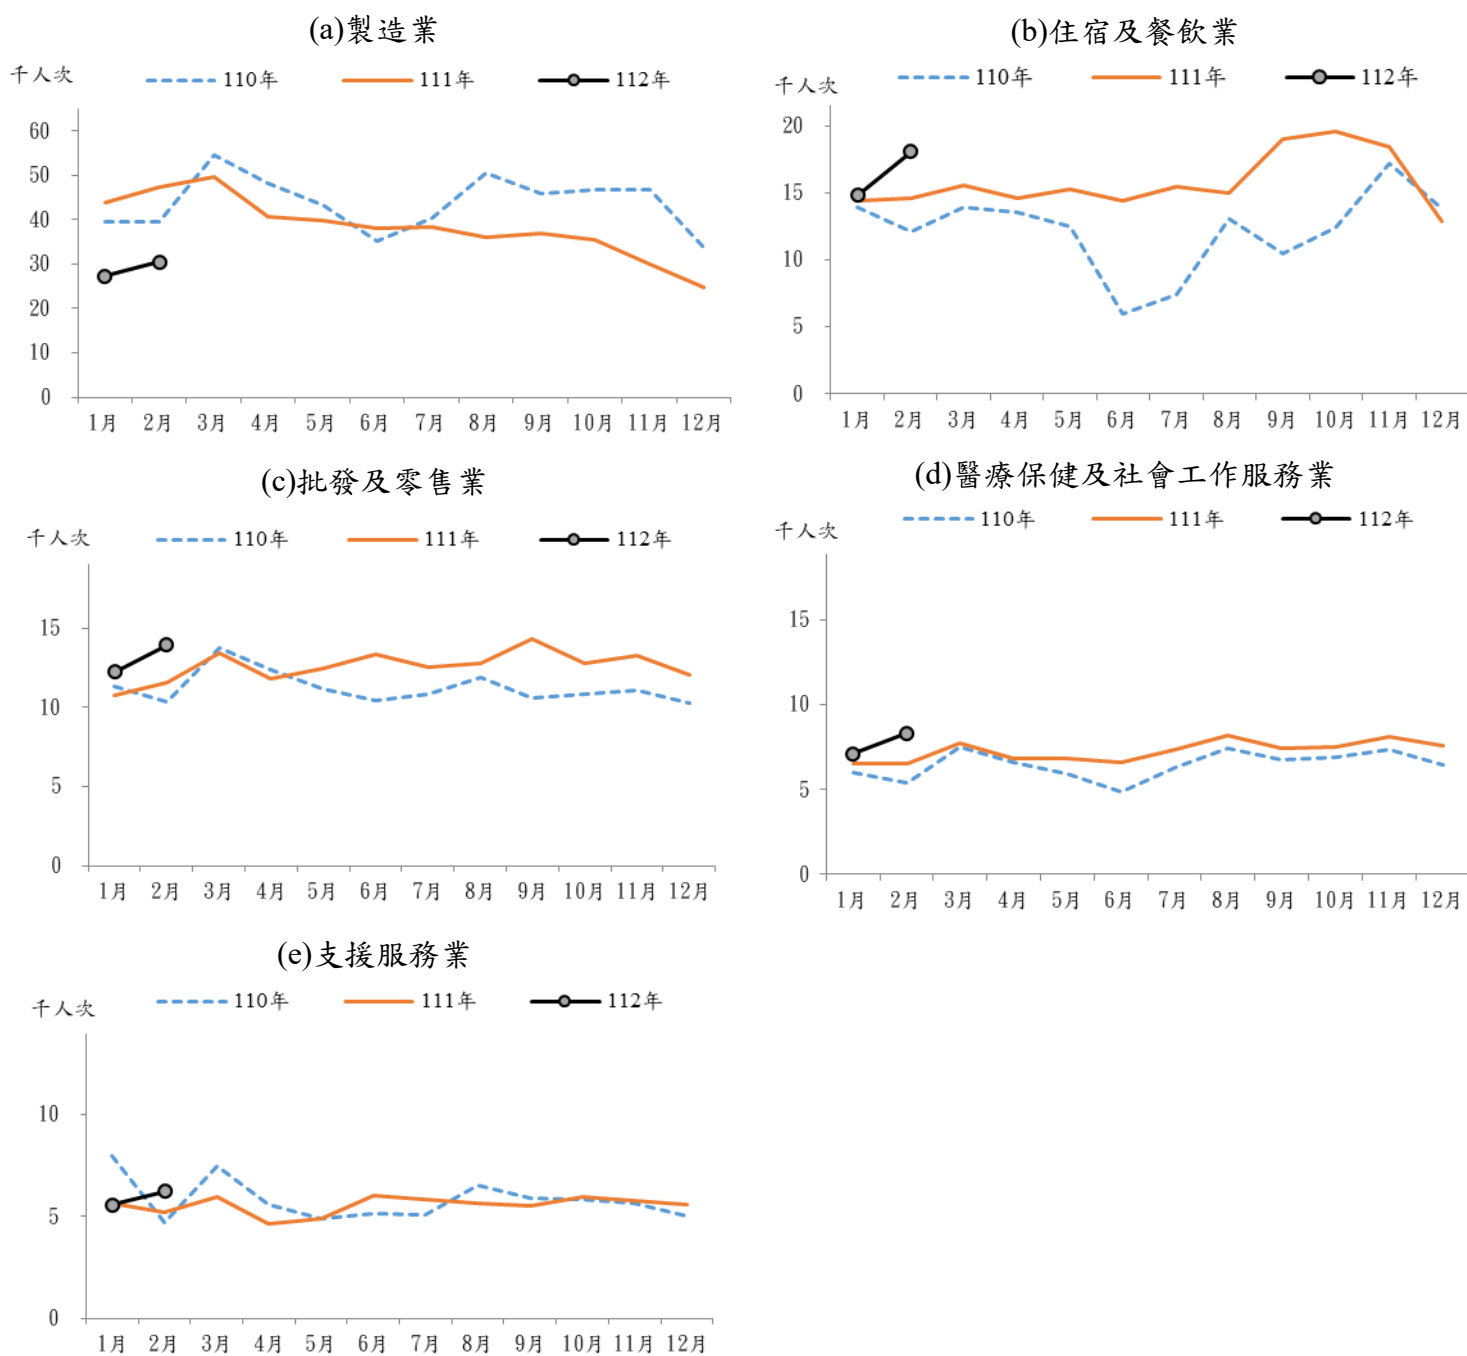 (a)製造業
千人次
110年 111年 112年
60
50
40
30
20
10
0
1月 2月 3月 4月 5月 6月 7月 8月 9月 10月 11月 12月
(b)住宿及餐飲業
千人次
110年 111年 112年
20
15
10
5
0
1月 2月 3月 4月 5月 6月 7月 8月 9月 10月 11月 12月
(c)批發及零售業
千人次
110年 111年 112年
15
10
5
0
1月 2月 3月 4月 5月 6月 7月 8月 9月 10月 11月 12月
(d)醫療保健及社會工作服務業
千人次
110年 111年 112年
15
10
5
0
1月 2月 3月 4月 5月 6月 7月 8月 9月 10月 11月 12月
(e)支援服務業
千人次
110年 111年 112年
10
5
0
1月 2月 3月 4月 5月 6月 7月 8月 9月 10月 11月 12月